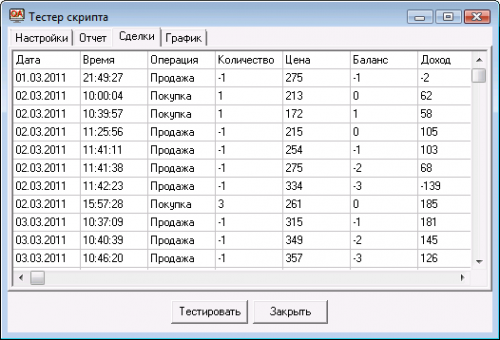 QA Тестер скрипта
Настройки Отчет Сделки График
Дата Время Операция Количество Цена Баланс Доход
01.03.2011 21:49:27 Продажа -1 275 -1 -2
02.03.2011 10:00:04 Покупка 1 213 0 62
02.03.2011 10:39:57 Покупка 1 172 1 58
02.03.2011 11:25:56 Продажа -1 215 0 105
02.03.2011 11:41:11 Продажа -1 254 -1 103
02.03.2011 11:41:38 Продажа -1 275 -2 68
02.03.2011 11:42:23 Продажа -1 334 -3 -139
02.03.2011 15:57:28 Покупка 3 261 0 185
03.03.2011 10:37:09 Продажа -1 315 -1 181
03.03.2011 10:40:39 Продажа -1 349 -2 145
03.03.2011 10:46:20 Продажа -1 357 -3 126
Тестировать Закрыть